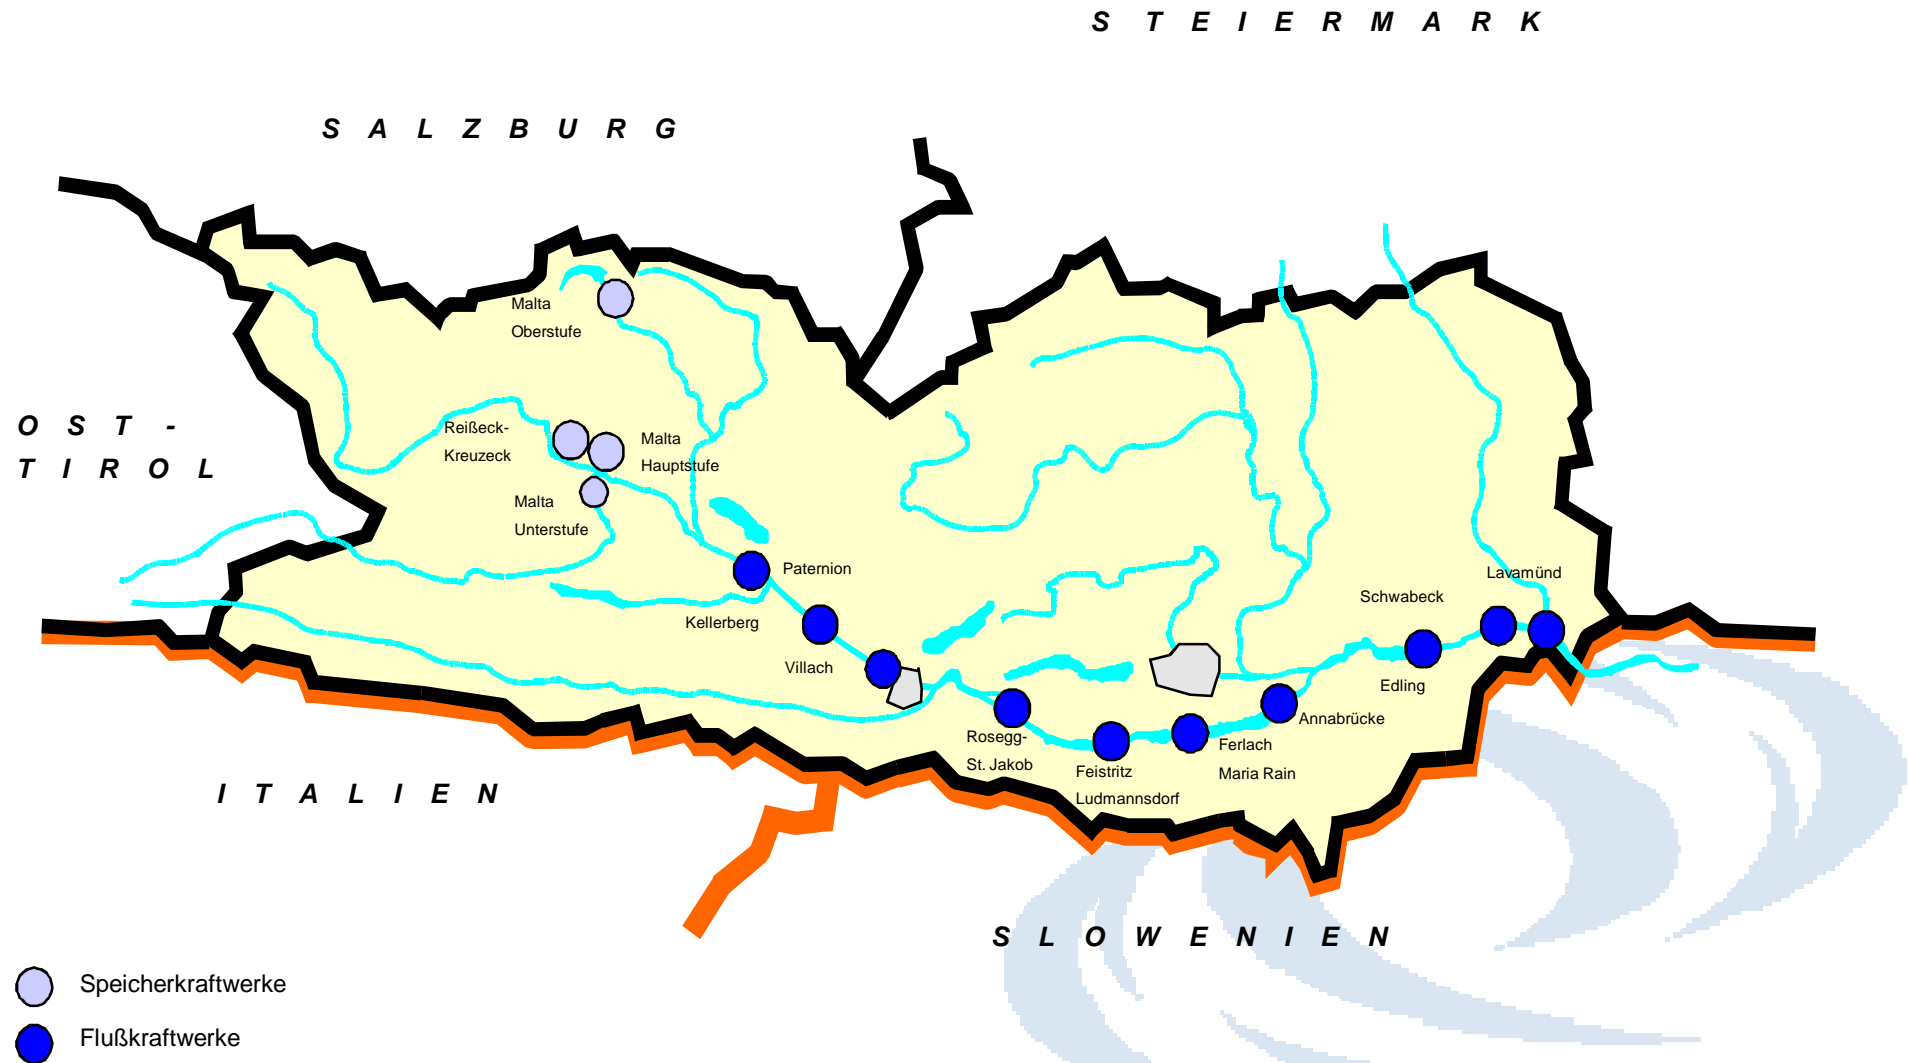 S T E I E R M A R K
S A L Z B U R G
Malta
Oberstufe
O S T -
T I R O L
Reißeck-
Kreuzeck
Malta
Hauptstufe
Malta
Unterstufe
Paternion
Kellerberg
Villach
Lavamünd
Schwabeck
Edling
Annabrücke
Rosegg-
St. Jakob
Feistritz
Ludmannsdorf
Ferlach
Maria Rain
I T A L I E N
S L O W E N I E N
Speicherkraftwerke
Flußkraftwerke